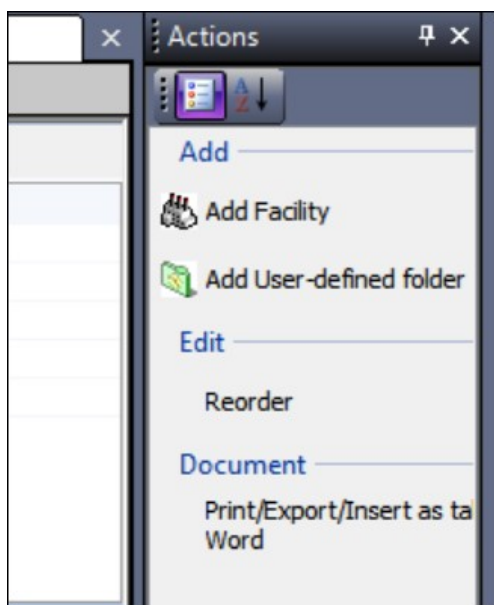 Actions
Add
Add Facility
Add User-defined folder
Edit
Reorder
Document
Print/Export/Insert as ta
Word